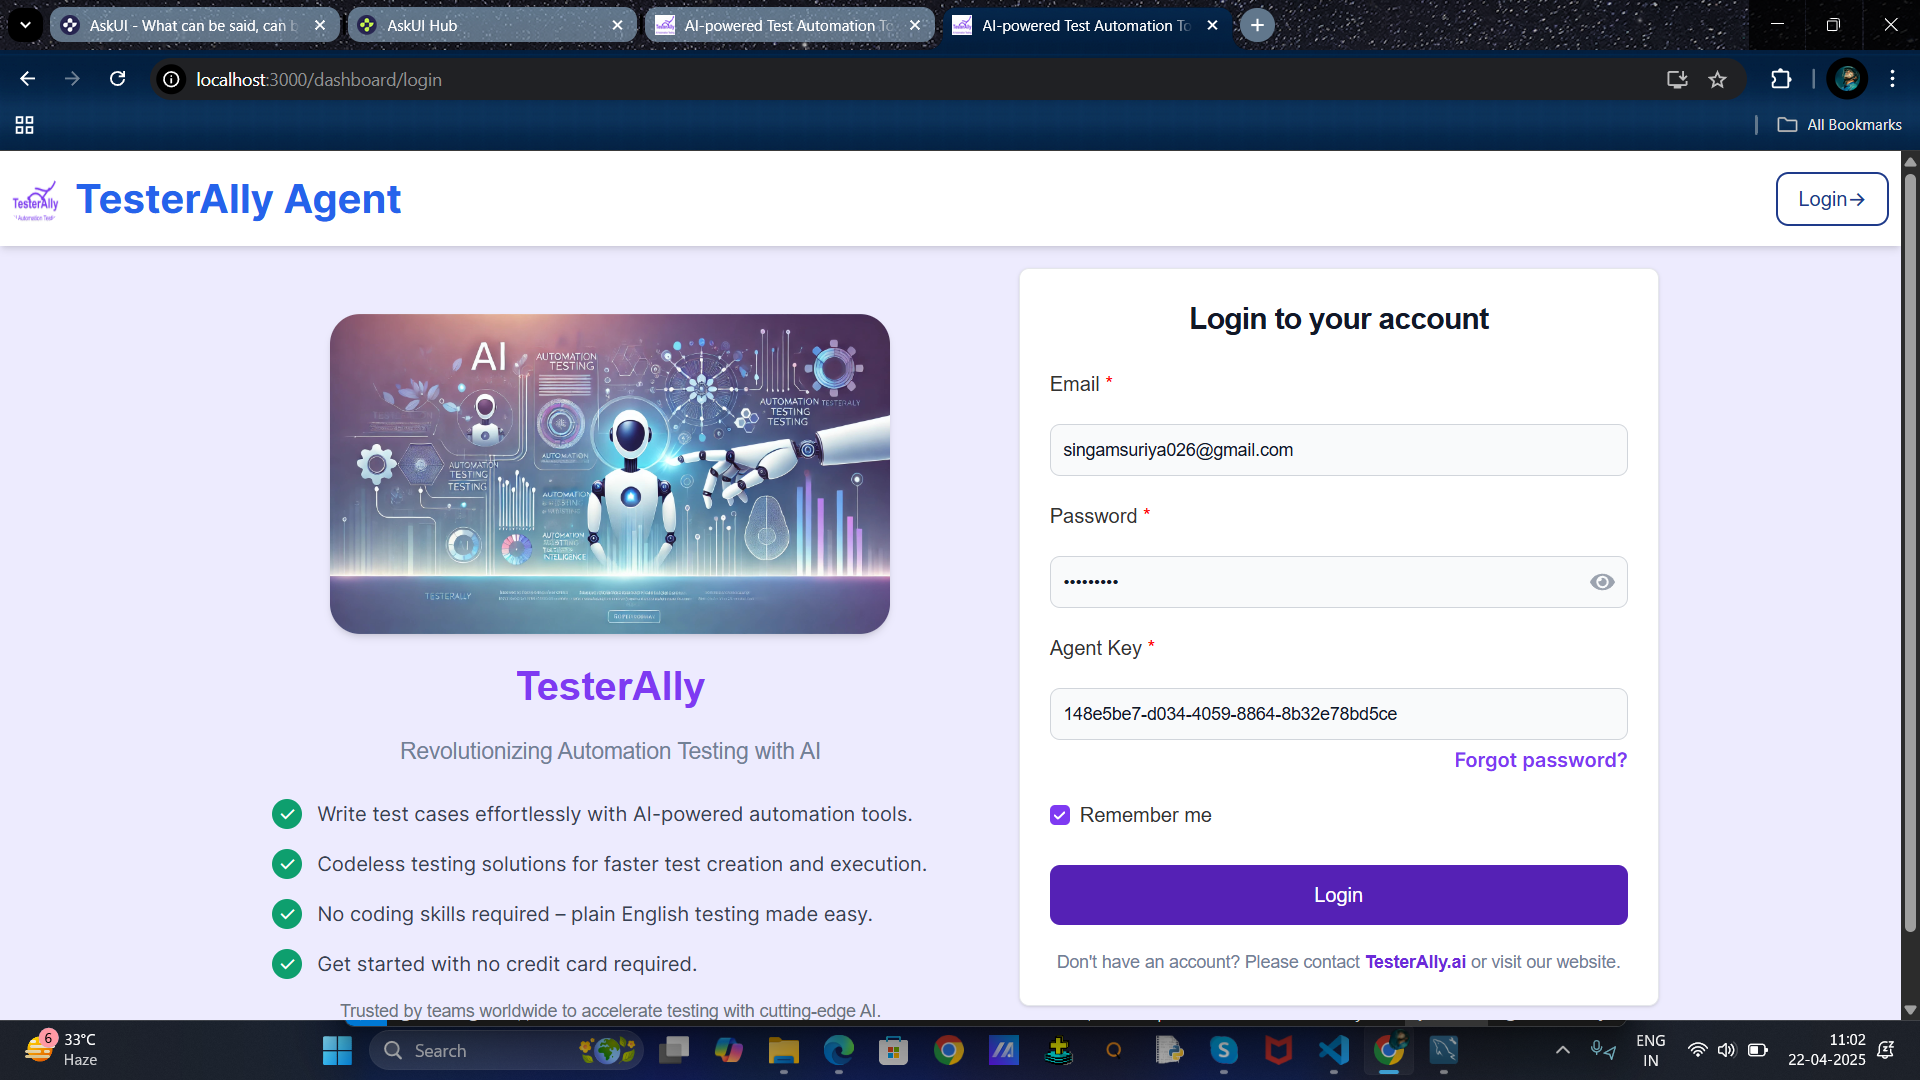 AskUI - What can be said, can b
AskUI Hub
AI-powered Test Automation To
AI-powered Test Automation To
localhost:3000/dashboard/login
All Bookmarks
TesterAlly
TesterAlly Agent
Login→
AI
AUTOMATION
TESTING
AUTOMATION TESTERALLY
TESTING
TESTING
AUTOMATION
AUTOMATION
TESTING
TESTING
AUTOMATION
AUTOMATION
INTELLIGENCE
TESTERALLY
TesterAlly
Revolutionizing Automation Testing with AI
Write test cases effortlessly with AI-powered automation tools.
Codeless testing solutions for faster test creation and execution.
No coding skills required – plain English testing made easy.
Get started with no credit card required.
Trusted by teams worldwide to accelerate testing with cutting-edge AI.
Login to your account
Email *
singamsuriya026@gmail.com
Password *
•••••••••
Agent Key *
148e5be7-d034-4059-8864-8b32e78bd5ce
Forgot password?
Remember me
Login
Don't have an account? Please contact TesterAlly.ai or visit our website.
6
33°C
Haze
Search
ENG
IN
11:02
22-04-2025